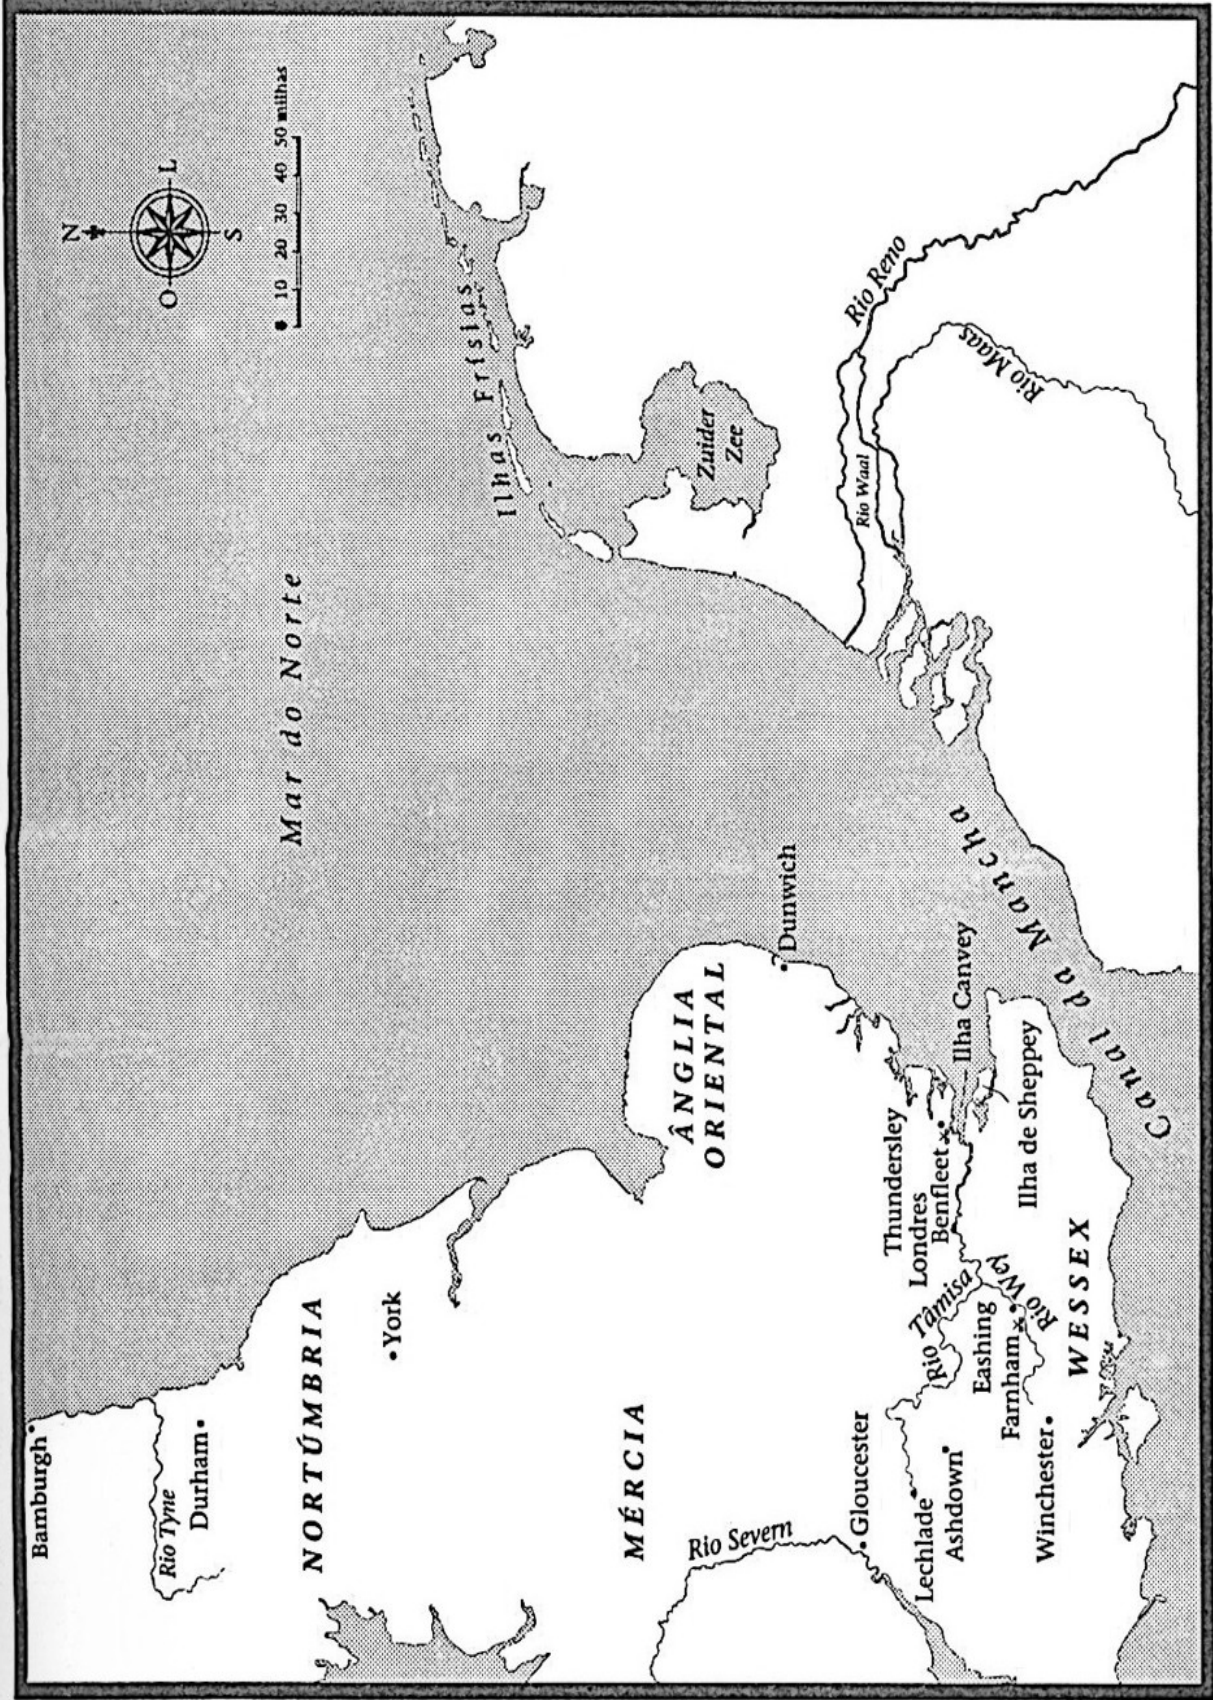 N
O
L
S
0 10 20 30 40 50 milhas
Bamburgh
Rio Tyne
Durham
Mar do Norte
NORTÚMBRIA
York
Ilhas Frísias
MÉRCIA
ÂNGLIA
ORIENTAL
Zuider
Zee
Rio Severn
Dunwich
Gloucester
Rio Waal
Rio Reno
Thundersley
Londres
Benfleet
Lechlade
Ashdown
Rio Tâmisa
Ilha Canvey
Rio Maas
Eashing
Farnham
Rio Wey
Ilha de Sheppey
Winchester
WESSEX
Canal da Mancha